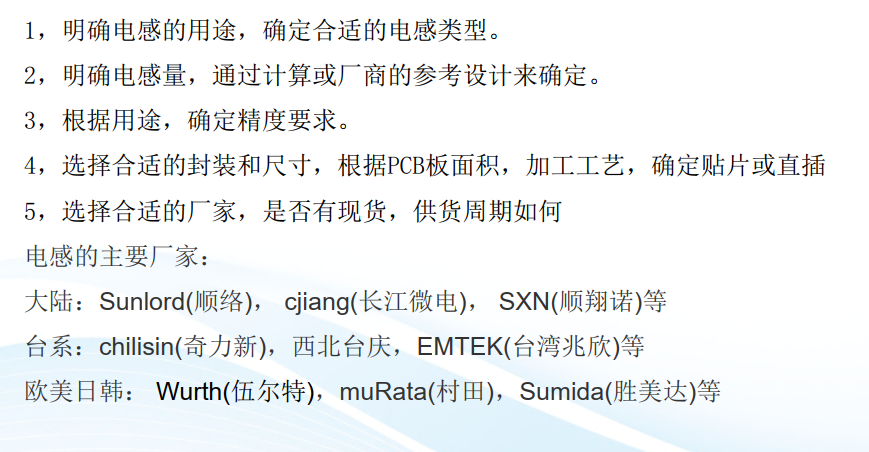 1，明确电感的用途，确定合适的电感类型。
2，明确电感量，通过计算或厂商的参考设计来确定。
3，根据用途，确定精度要求。
4，选择合适的封装和尺寸，根据PCB板面积，加工工艺，确定贴片或直插
5，选择合适的厂家，是否有现货，供货周期如何
电感的主要厂家：
大陆：Sunlord(顺络)， cjiang(长江微电)， SXN(顺翔诺)等
台系：chilisin(奇力新)，西北台庆，EMTEK(台湾兆欣)等
欧美日韩： Wurth(伍尔特)，muRata(村田)，Sumida(胜美达)等